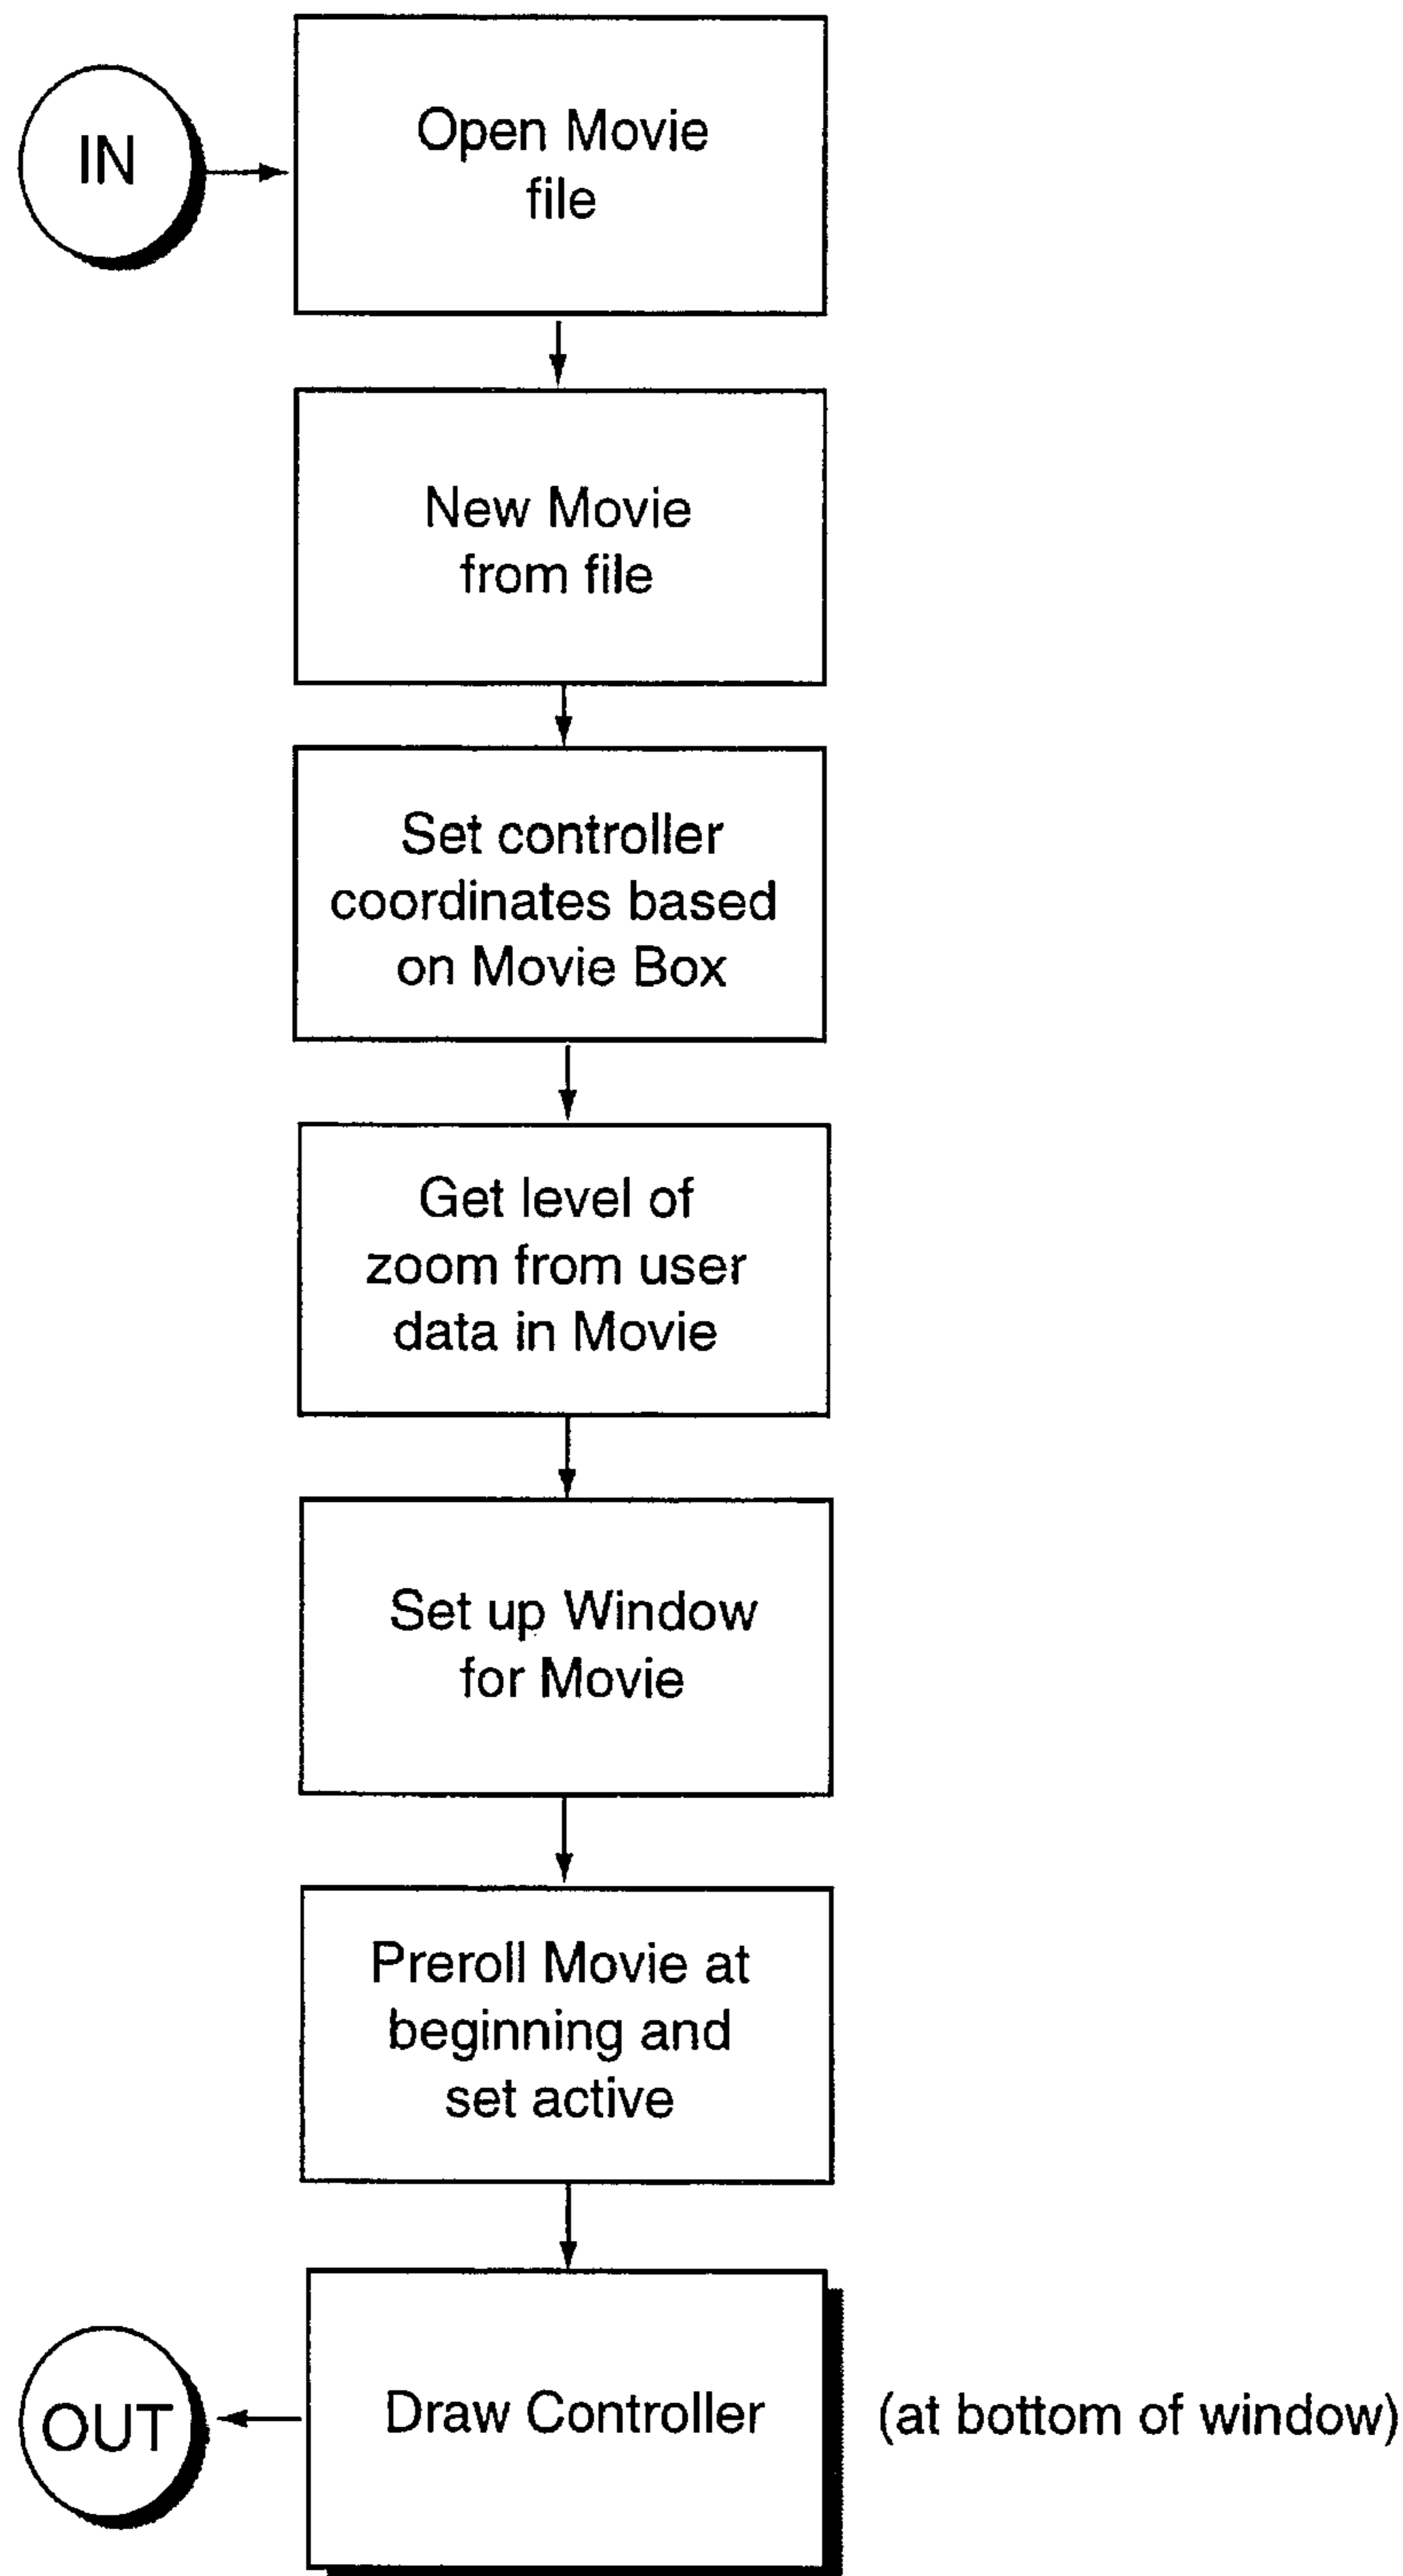 IN
Open Movie
file
New Movie
from file
Set controller
coordinates based
on Movie Box
Get level of
zoom from user
data in Movie
Set up Window
for Movie
Preroll Movie at
beginning and
set active
OUT
Draw Controller
(at bottom of window)